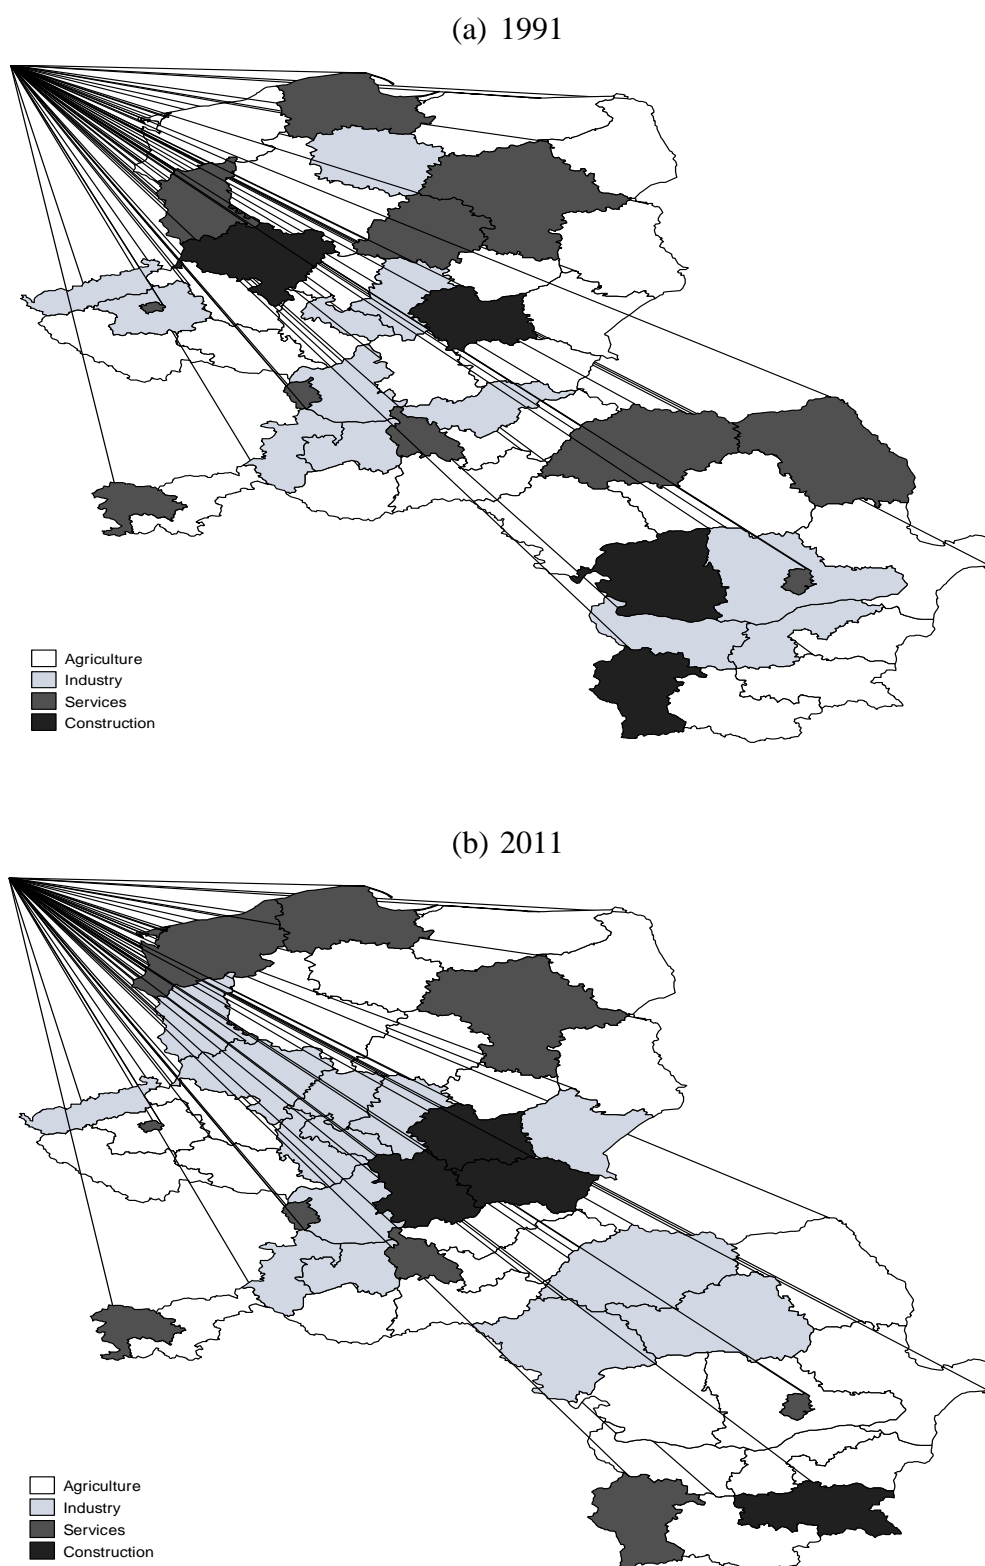 (a) 1991
Agriculture
Industry
Services
Construction
(b) 2011
Agriculture
Industry
Services
Construction